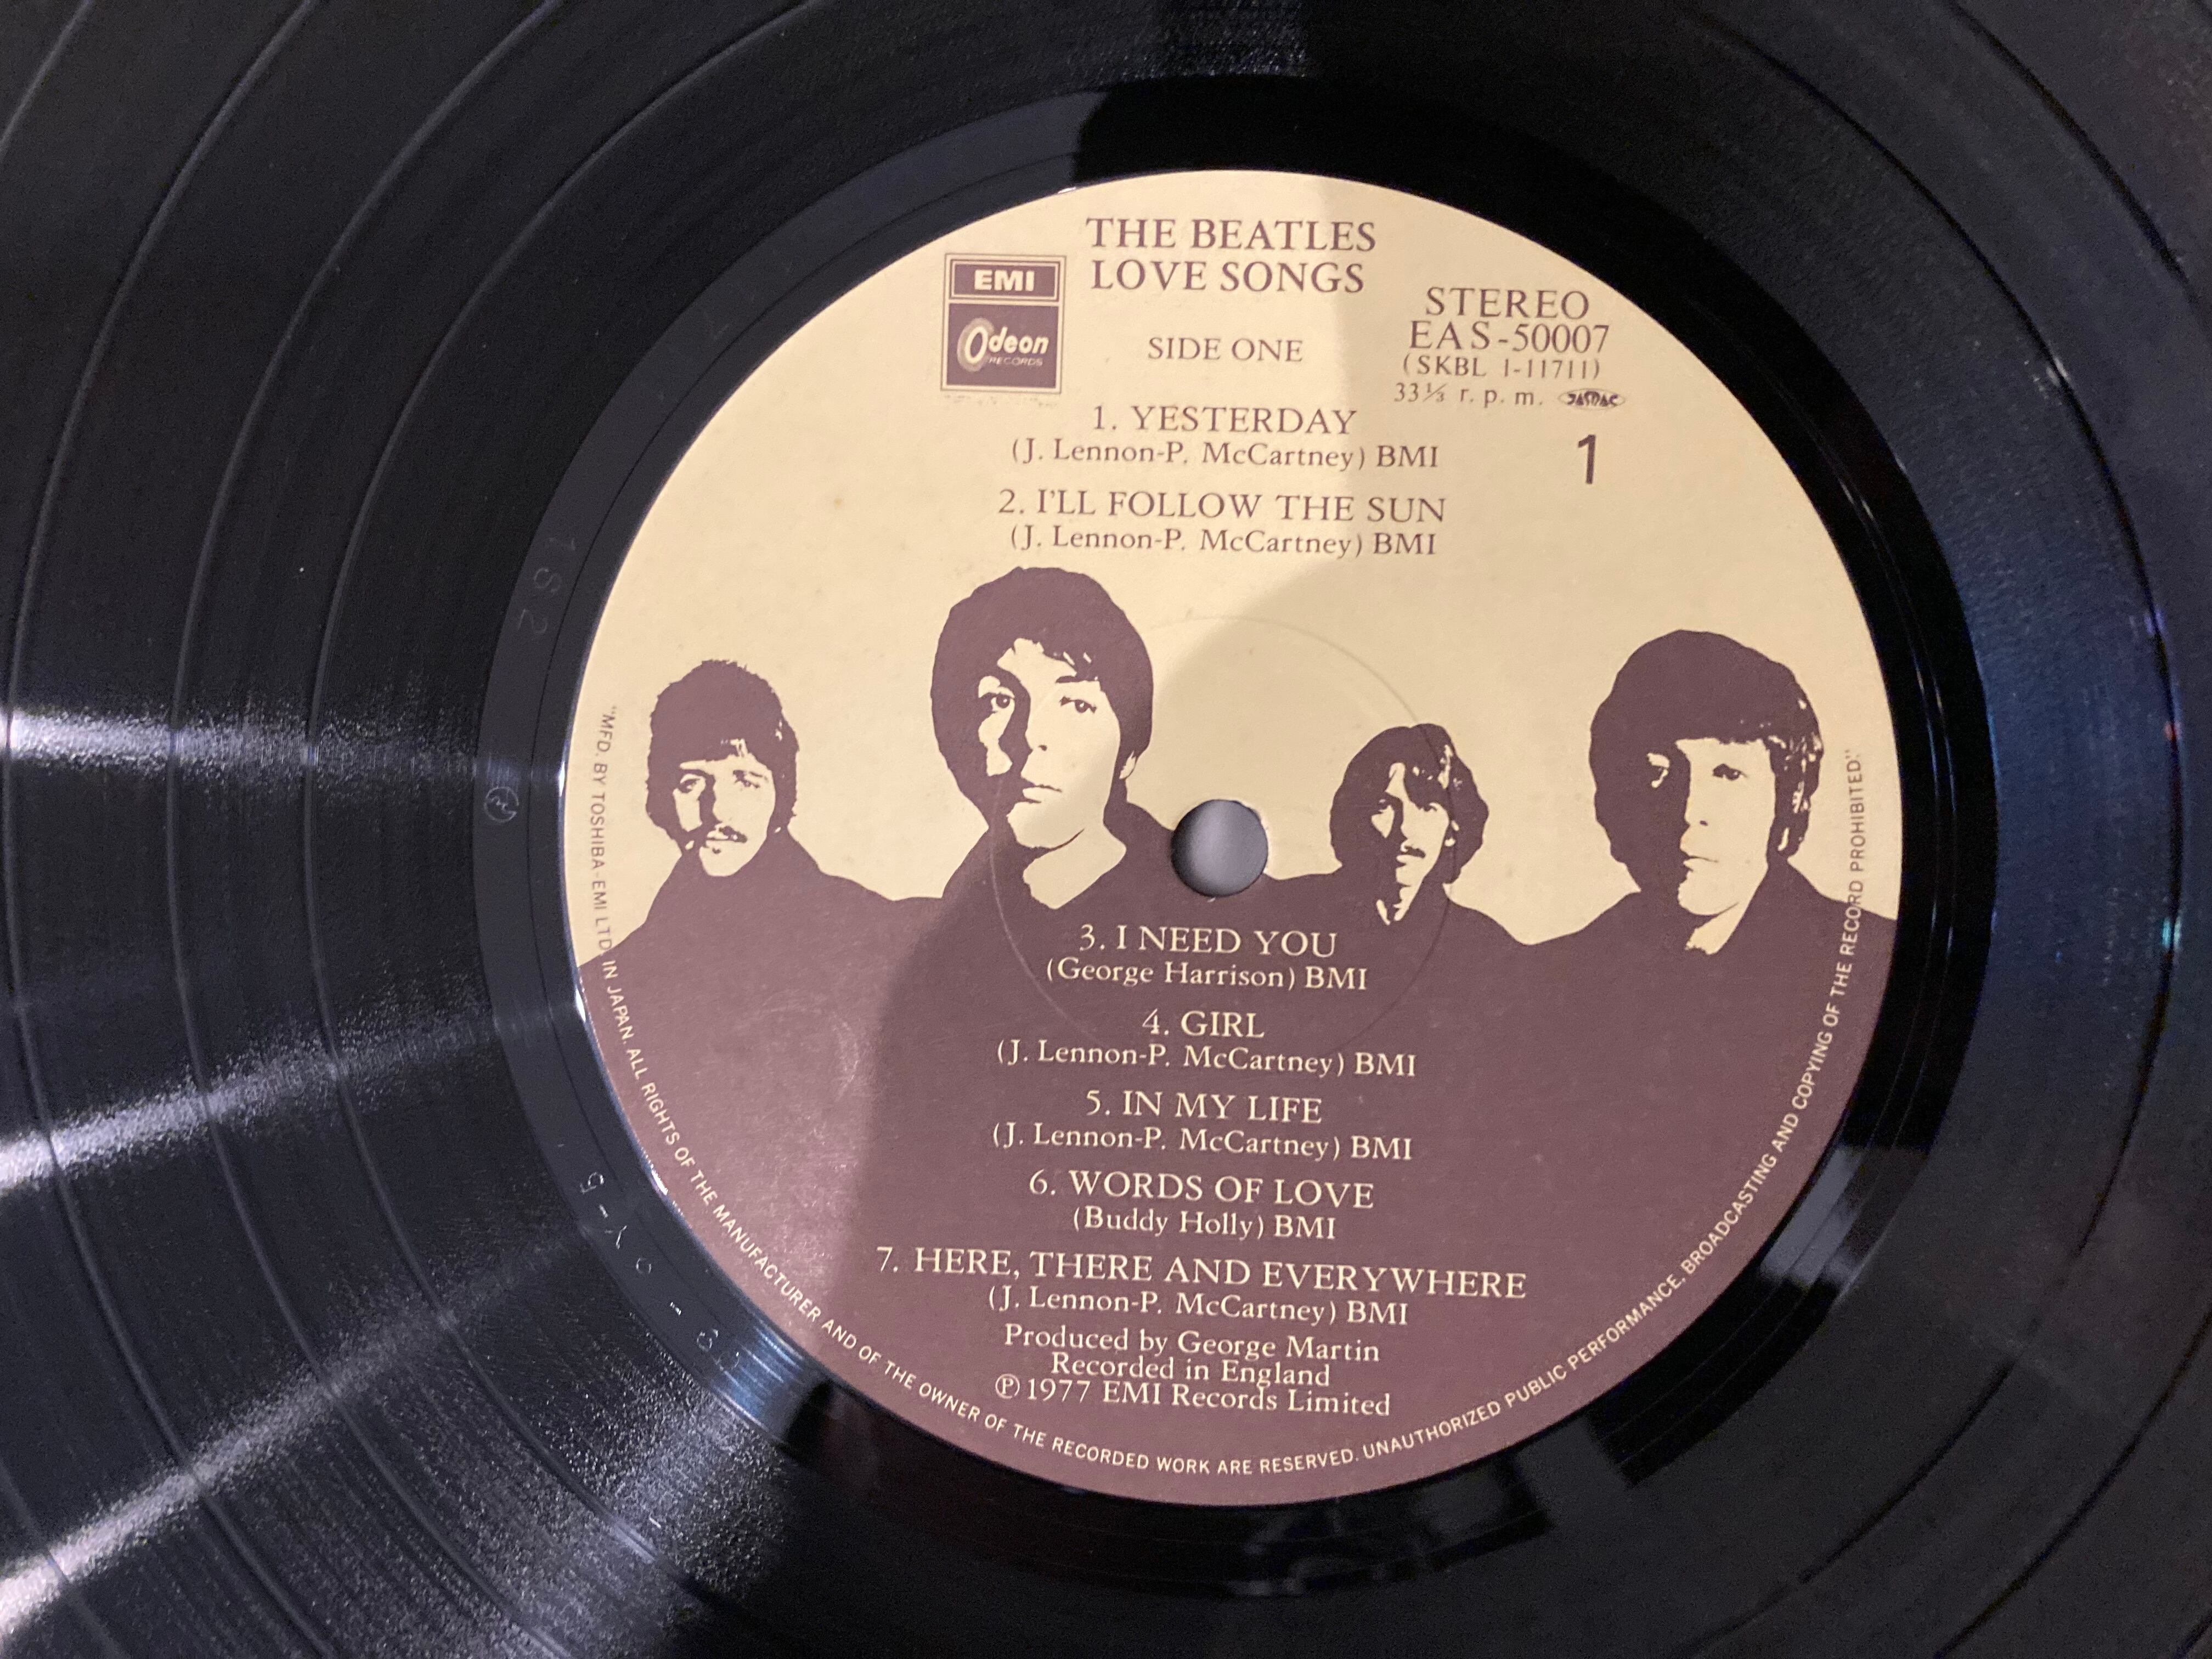 THE BEATLES
LOVE SONGS
EMI
Odeon
RECORDS
SIDE ONE
STEREO
EAS-50007
(SKBL 1-11711)
33⅓ r. p. m. JASRAC
1
1. YESTERDAY
(J. Lennon-P. McCartney) BMI
2. I'LL FOLLOW THE SUN
(J. Lennon-P. McCartney) BMI
3. I NEED YOU
(George Harrison) BMI
4. GIRL
(J. Lennon-P. McCartney) BMI
5. IN MY LIFE
(J. Lennon-P. McCartney) BMI
6. WORDS OF LOVE
(Buddy Holly) BMI
7. HERE, THERE AND EVERYWHERE
(J. Lennon-P. McCartney) BMI
Produced by George Martin
Recorded in England
℗ 1977 EMI Records Limited
"MFD. BY TOSHIBA-EMI LTD. IN JAPAN. ALL RIGHTS OF THE MANUFACTURER AND OF THE OWNER OF THE RECORDED WORK ARE RESERVED. UNAUTHORIZED PUBLIC PERFORMANCE, BROADCASTING AND COPYING OF THE RECORD PROHIBITED."
1S2